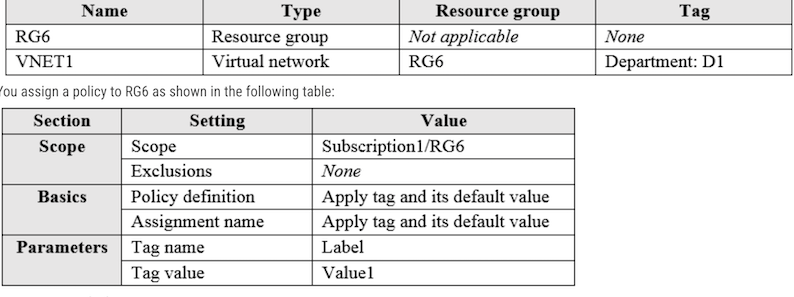 Name Type Resource group Tag
RG6 Resource group Not applicable None
VNET1 Virtual network RG6 Department: D1
You assign a policy to RG6 as shown in the following table:
Section Setting Value
Scope Scope Subscription1/RG6
Exclusions None
Basics Policy definition Apply tag and its default value
Assignment name Apply tag and its default value
Parameters Tag name Label
Tag value Value1